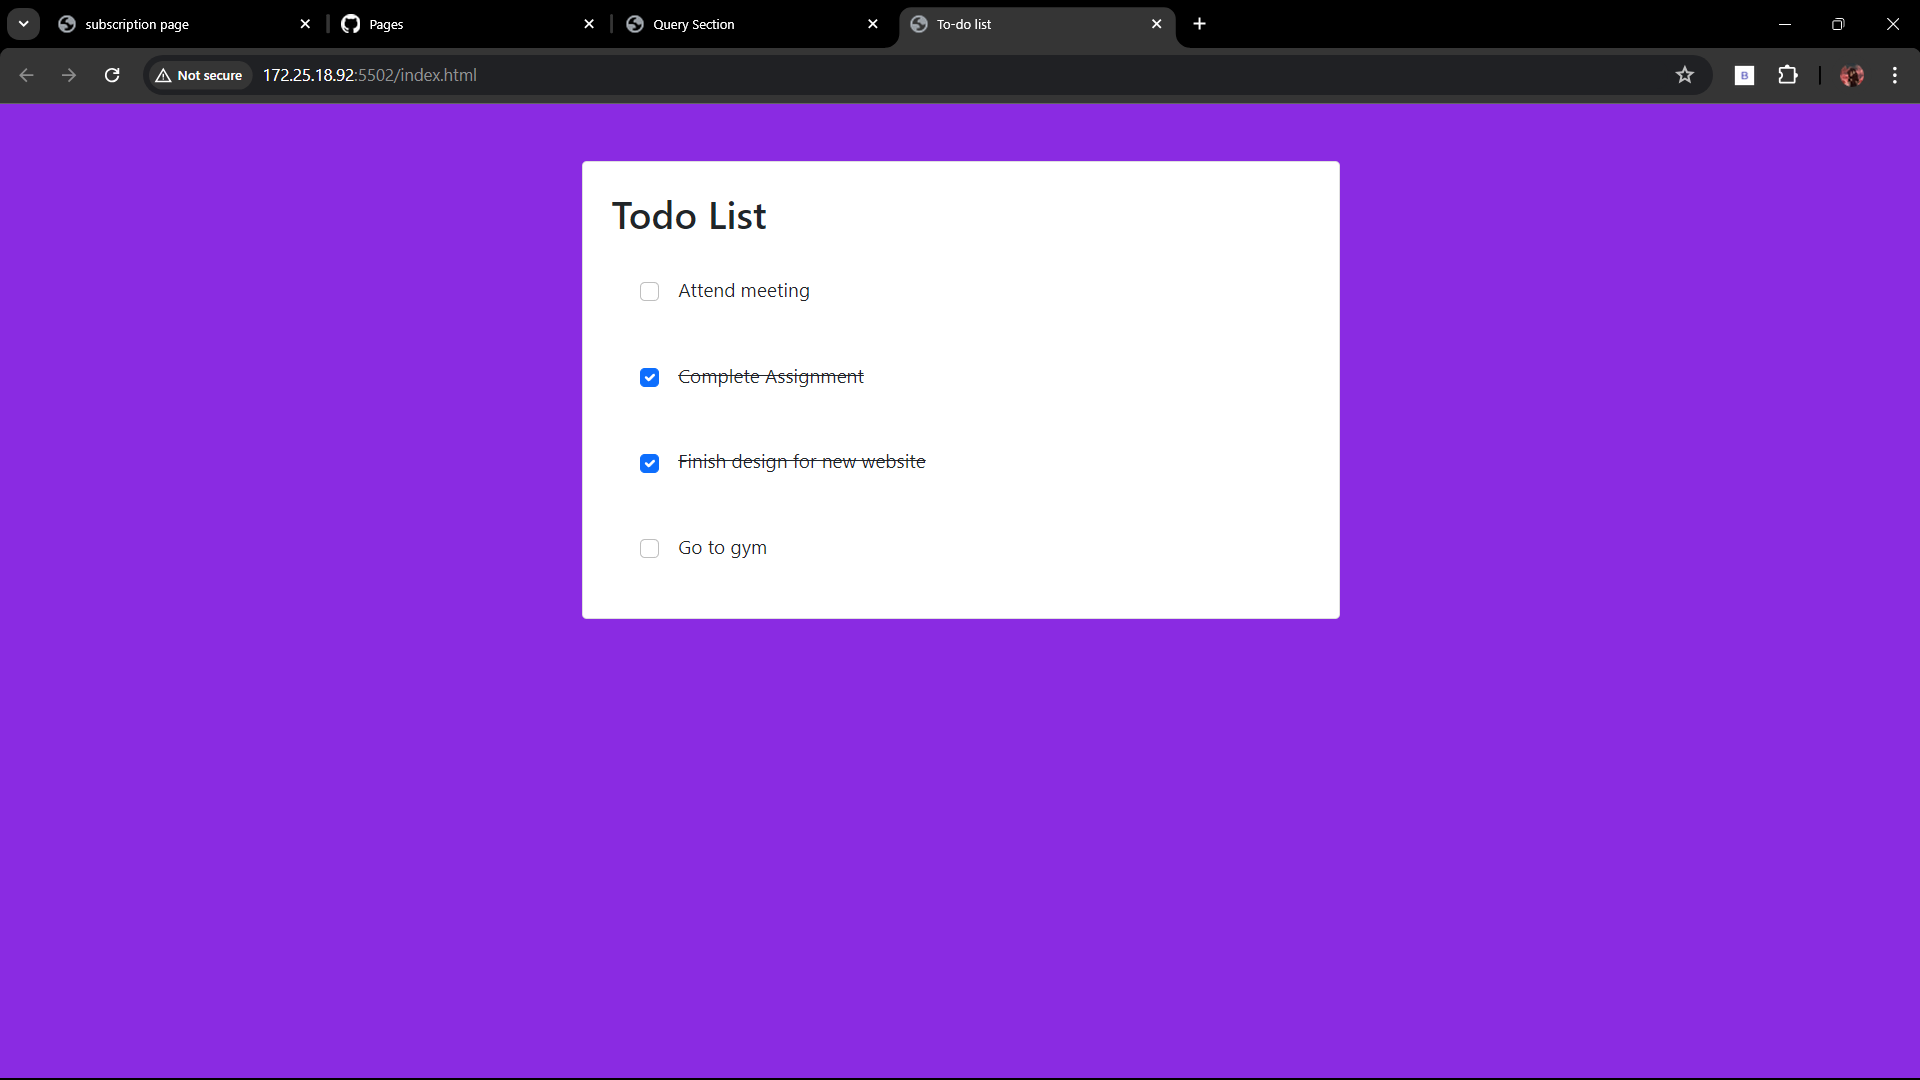 subscription page
Pages
Query Section
To-do list
Not secure
172.25.18.92:5502/index.html
B
Todo List
Attend meeting
Complete Assignment
Finish design for new website
Go to gym